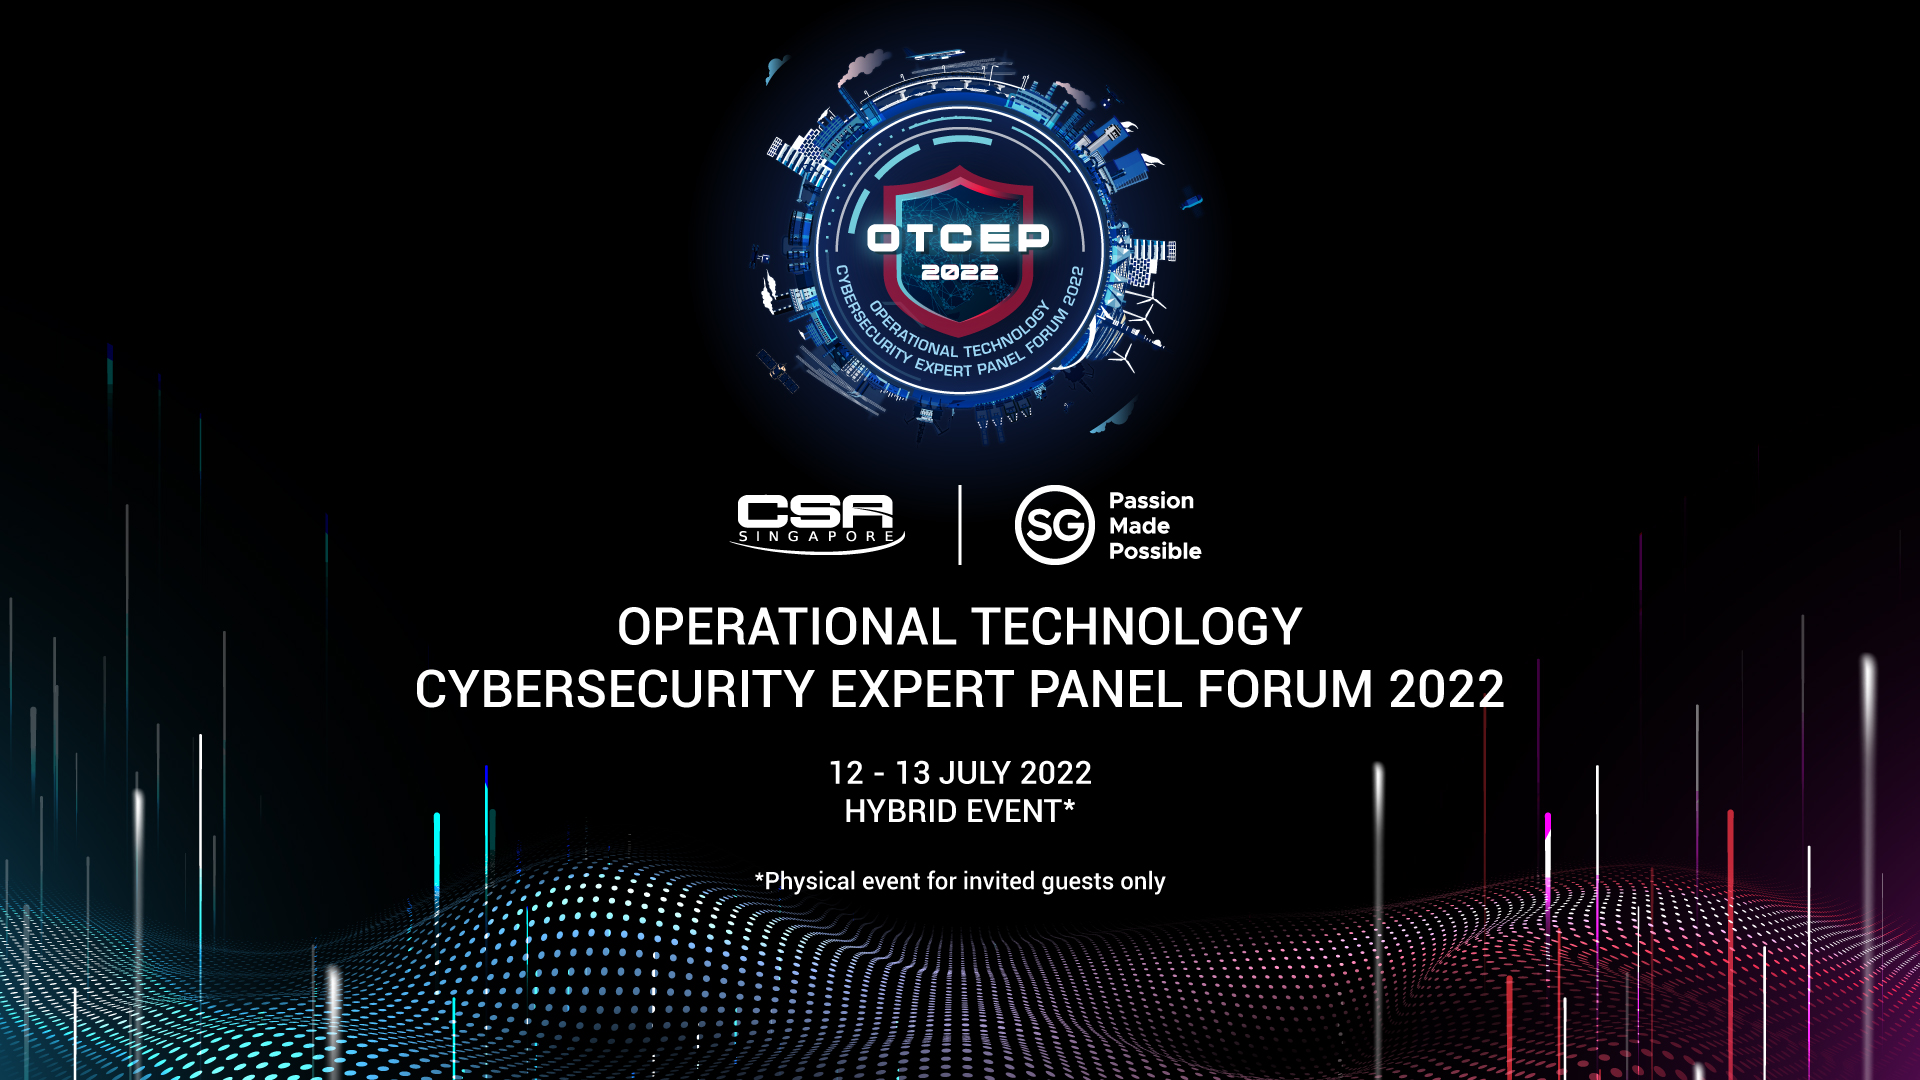 OTCEP
2022
OPERATIONAL TECHNOLOGY
CYBERSECURITY EXPERT PANEL FORUM 2022
CSA
SINGAPORE
SG
Passion
Made
Possible
OPERATIONAL TECHNOLOGY
CYBERSECURITY EXPERT PANEL FORUM 2022
12 - 13 JULY 2022
HYBRID EVENT*
*Physical event for invited guests only